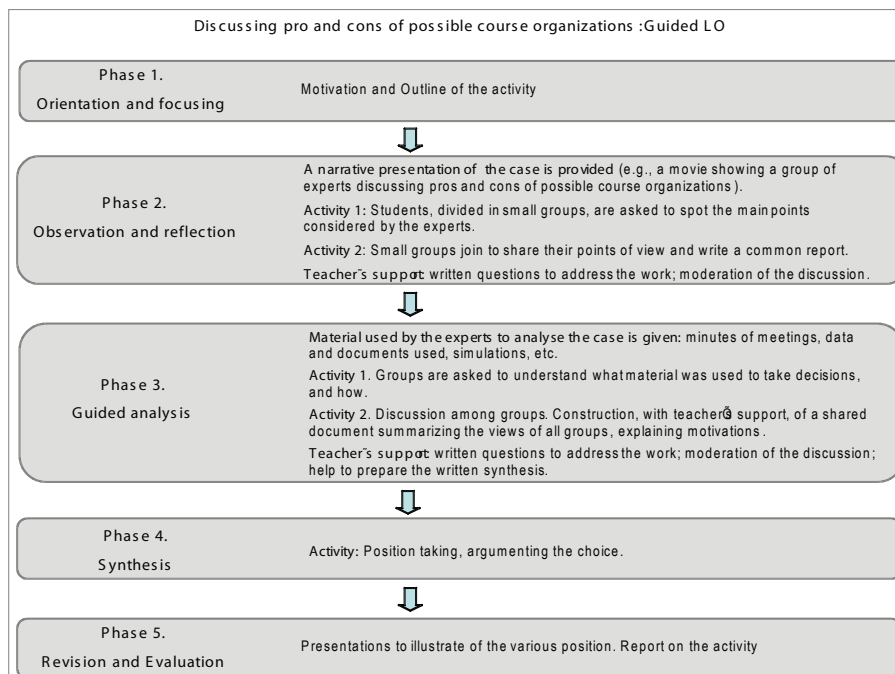 Discussing pro and cons of possible course organizations :Guided LO
Phase 1.
Orientation and focusing
Motivation and Outline of the activity
Phase 2.
Observation and reflection
A narrative presentation of the case is provided (e.g., a movie showing a group of
experts discussing pros and cons of possible course organizations).
Activity 1: Students, divided in small groups, are asked to spot the main points
considered by the experts.
Activity 2: Small groups join to share their points of view and write a common report.
Teacher˜s support: written questions to address the work; moderation of the discussion.
Phase 3.
Guided analysis
Material used by the experts to analyse the case is given: minutes of meetings, data
and documents used, simulations, etc.
Activity 1. Groups are asked to understand what material was used to take decisions,
and how.
Activity 2. Discussion among groups. Construction, with teacher's support, of a shared
document summarizing the views of all groups, explaining motivations.
Teacher˜s support: written questions to address the work; moderation of the discussion;
help to prepare the written synthesis.
Phase 4.
Synthesis
Activity: Position taking, argumenting the choice.
Phase 5.
Revision and Evaluation
Presentations to illustrate of the various position. Report on the activity